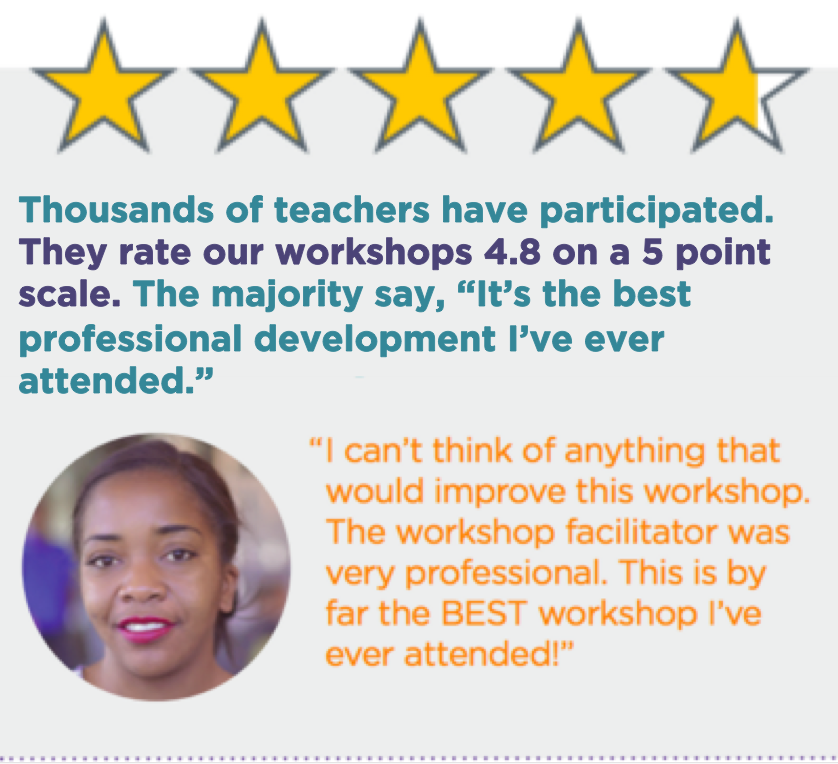 Thousands of teachers have participated.
They rate our workshops 4.8 on a 5 point
scale. The majority say, “It’s the best
professional development I’ve ever
attended.”
“I can’t think of anything that
would improve this workshop.
The workshop facilitator was
very professional. This is by
far the BEST workshop I’ve
ever attended!”